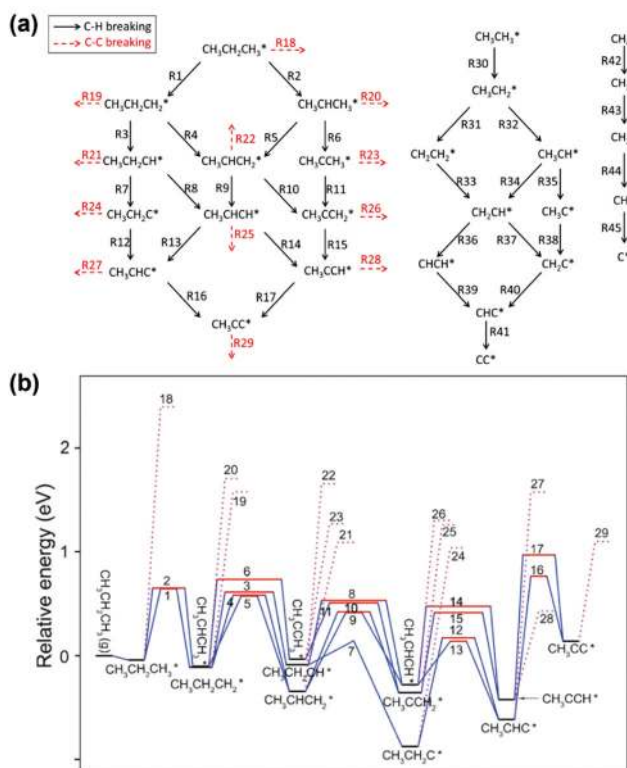 (a)
C-H breaking
C-C breaking
CH₃CH₂CH₃*
R18
R1
R2
R19
CH₃CH₂CH₂*
CH₃CHCH₃*
R20
R3
R4
R22
R5
R6
R21
CH₃CH₂CH*
CH₃CHCH₂*
CH₃CCH₃*
R23
R7
R8
R9
R10
R11
R24
CH₃CH₂C*
CH₃CHCH*
CH₃CCH₂*
R26
R25
R12
R13
R14
R15
R27
CH₃CHC*
CH₃CCH*
R28
R16
R17
CH₃CC*
R29
CH₃CH₃*
R30
CH₃CH₂*
R31
R32
CH₂CH₂*
CH₃CH*
R33
R34
R35
CH₂CH*
CH₃C*
R36
R37
R38
CHCH*
CH₂C*
R39
R40
CHC*
R41
CC*
R42
R43
R44
R45
C*
(b)
Relative energy (eV)
2
1
0
CH₃CH₂CH₃(g)
CH₃CH₂CH₃*
CH₃CHCH₃*
CH₃CH₂CH₂*
CH₃CCH₃*
CH₃CH₂CH*
CH₃CHCH₂*
CH₃CHCH*
CH₃CCH₂*
CH₃CH₂C*
CH₃CHC*
CH₃CCH*
CH₃CC*
18
2
1
20
19
6
3
4
5
22
23
21
8
11
10
9
7
26
25
24
14
15
12
13
27
17
16
28
29